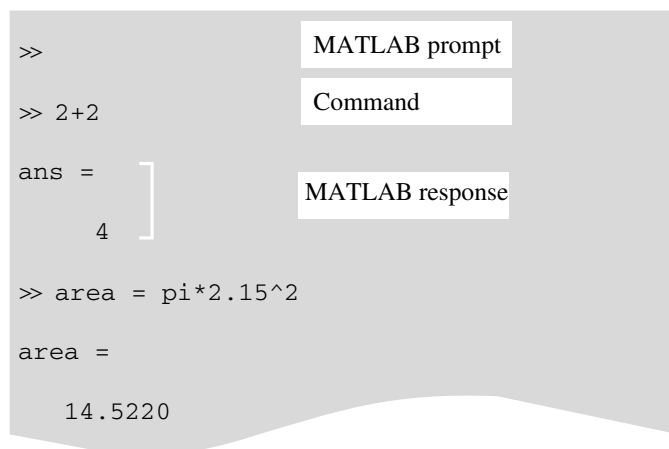 ≫ MATLAB prompt
≫ 2+2 Command
ans =
MATLAB response
4
≫ area = pi*2.15^2
area =
14.5220